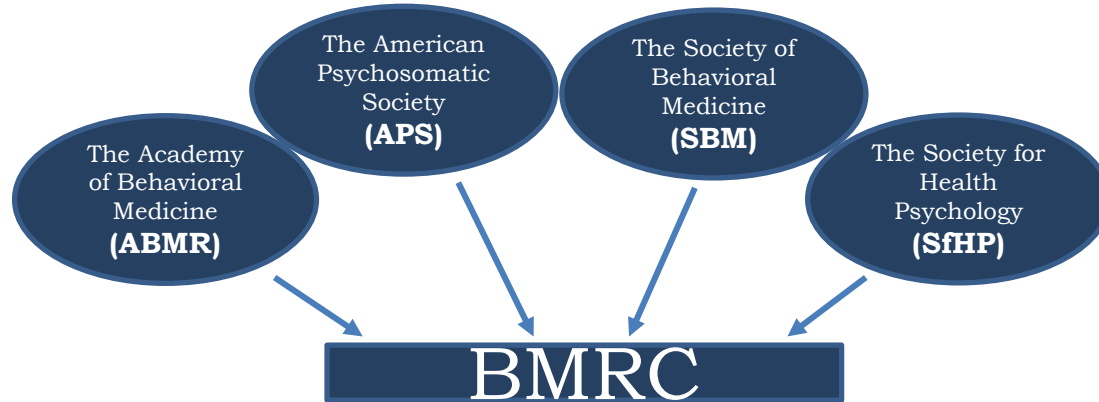 The Academy
of Behavioral
Medicine
(ABMR)
The American
Psychosomatic
Society
(APS)
The Society of
Behavioral
Medicine
(SBM)
The Society for
Health
Psychology
(SfHP)
BMRC